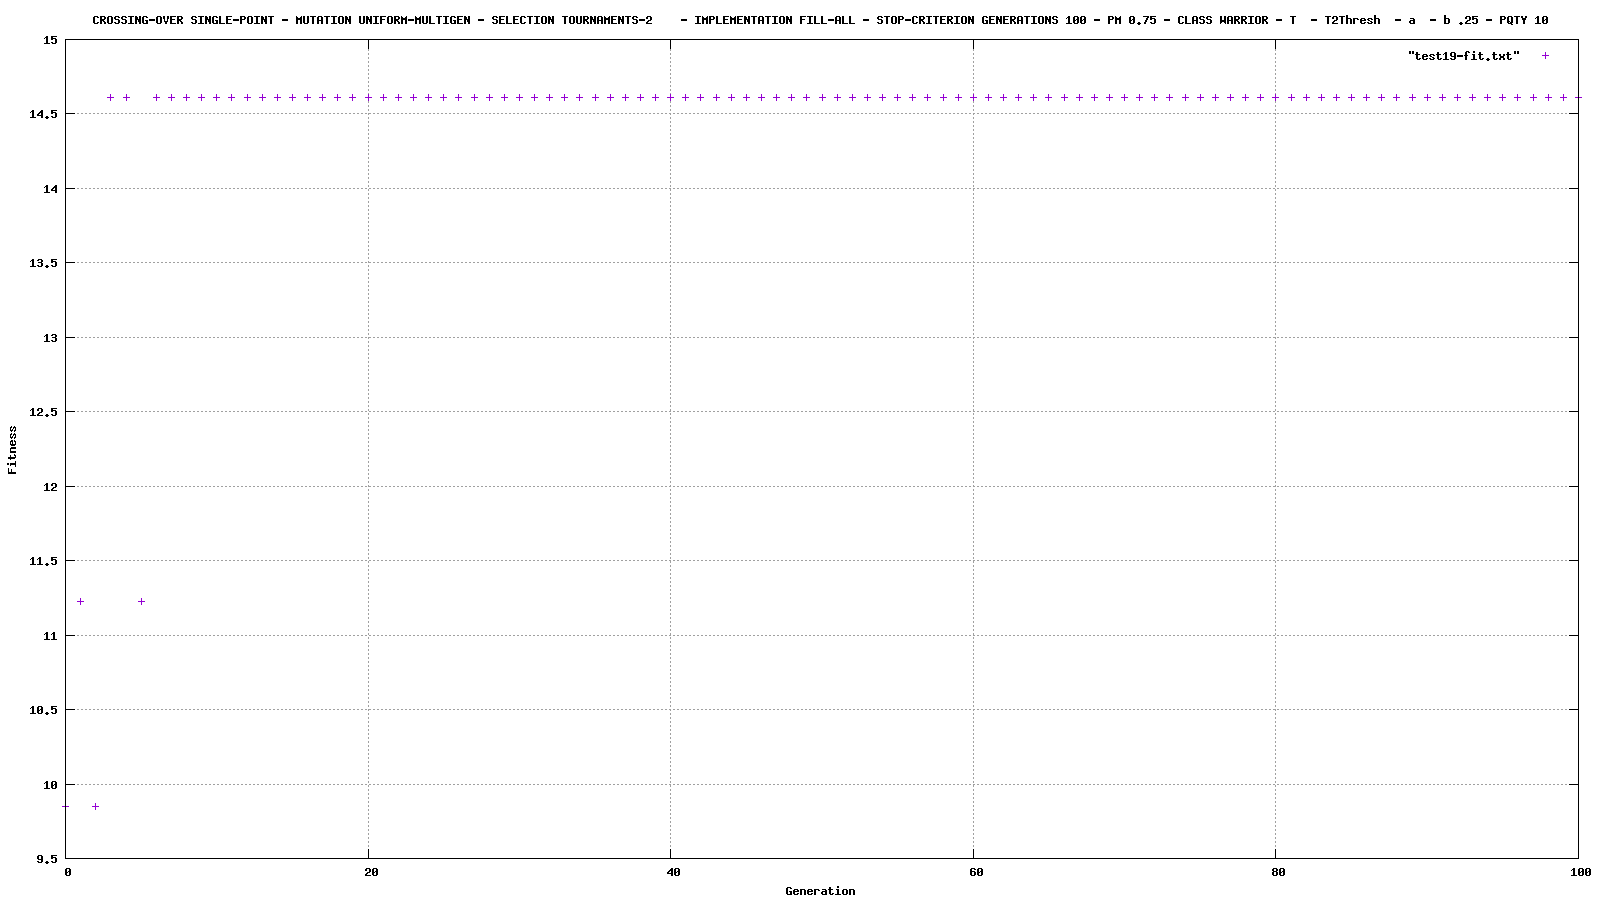 CROSSING-OVER SINGLE-POINT - MUTATION UNIFORM-MULTIGEN - SELECTION TOURNAMENTS-2    - IMPLEMENTATION FILL-ALL - STOP-CRITERION GENERATIONS 100 - PM 0.75 - CLASS WARRIOR - T  - T2Thresh  - a  - b .25 - PQTY 10
"test19-fit.txt"
15
14.5
14
13.5
13
12.5
12
11.5
11
10.5
10
9.5
Fitness
0 20 40 60 80 100
Generation